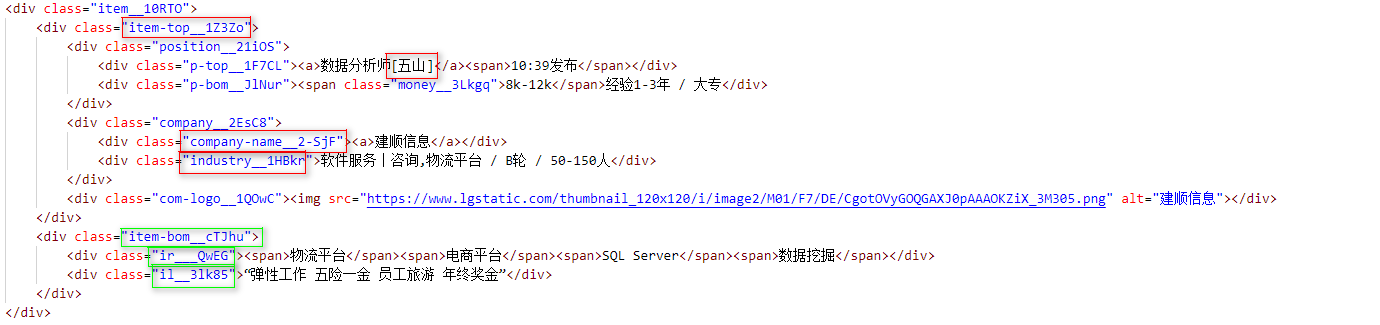 <div class="item__10RTO">
<div class="item-top__1Z3Zo">
<div class="position__21iOS">
<div class="p-top__1F7CL"><a>数据分析师[五山]</a><span>10:39发布</span></div>
<div class="p-bom__JlNur"><span class="money__3Lkgq">8k-12k</span>经验1-3年 / 大专</div>
</div>
<div class="company__2EsC8">
<div class="company-name__2-SjF"><a>建顺信息</a></div>
<div class="industry__1HBkr">软件服务丨咨询,物流平台 / B轮 / 50-150人</div>
</div>
<div class="com-logo__1QOwC"><img src="https://www.lgstatic.com/thumbnail_120x120/i/image2/M01/F7/DE/CgotOVyGOQGAXJ0pAAAOKZiX_3M305.png" alt="建顺信息"></div>
</div>
<div class="item-bom__cTJhu">
<div class="ir___QwEG"><span>物流平台</span><span>电商平台</span><span>SQL Server</span><span>数据挖掘</span></div>
<div class="il__3lk85">“弹性工作 五险一金 员工旅游 年终奖金”</div>
</div>
</div>